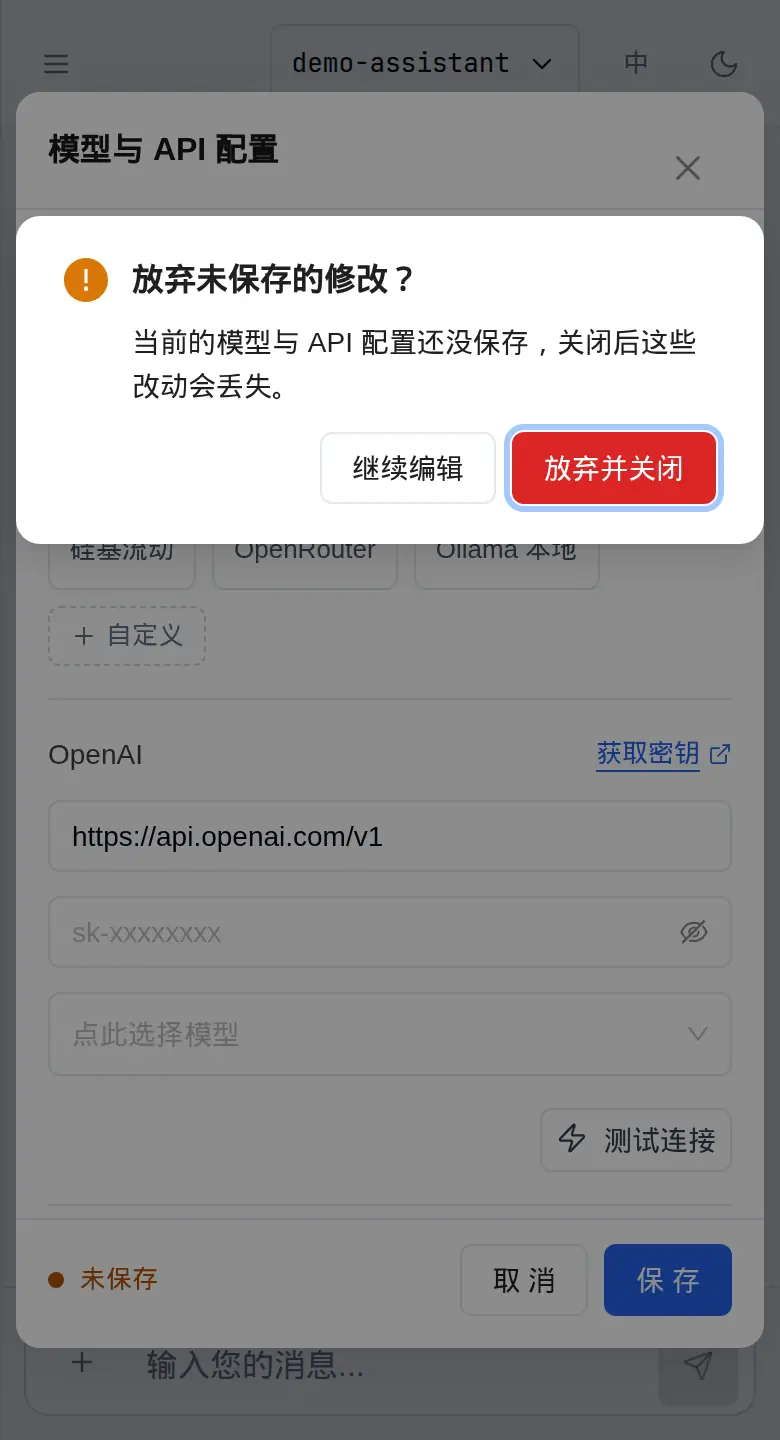 demo-assistant
中
模型与 API 配置
!
放弃未保存的修改？
当前的模型与 API 配置还没保存，关闭后这些
改动会丢失。
继续编辑
放弃并关闭
硅基流动
OpenRouter
Ollama 本地
自定义
OpenAI
获取密钥
https://api.openai.com/v1
sk-xxxxxxxx
点此选择模型
测试连接
未保存
取 消
保 存
输入您的消息...